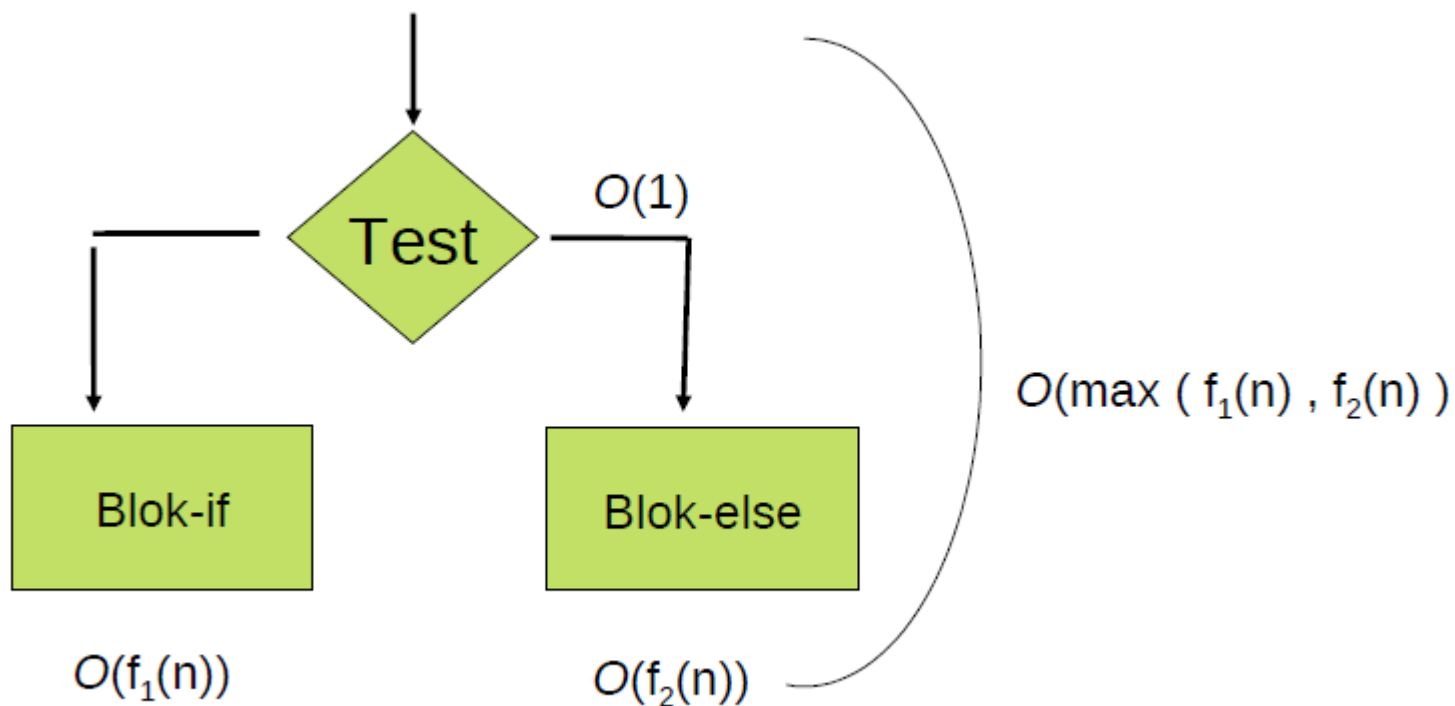 O(1)
Test
O(max ( f₁(n) , f₂(n) )
Blok-if
Blok-else
O(f₁(n))
O(f₂(n))